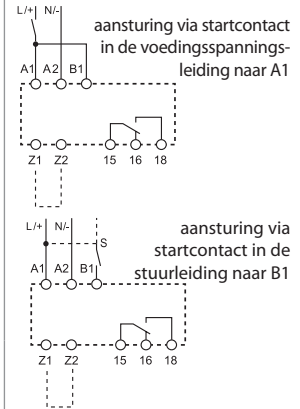 L/+ N/-
aansturing via startcontact
in de voedingsspannings-
leiding naar A1
A1 A2 B1
Z1 Z2 15 16 18
L/+ N/-
aansturing via
startcontact in de
stuurleiding naar B1
S
A1 A2 B1
Z1 Z2 15 16 18